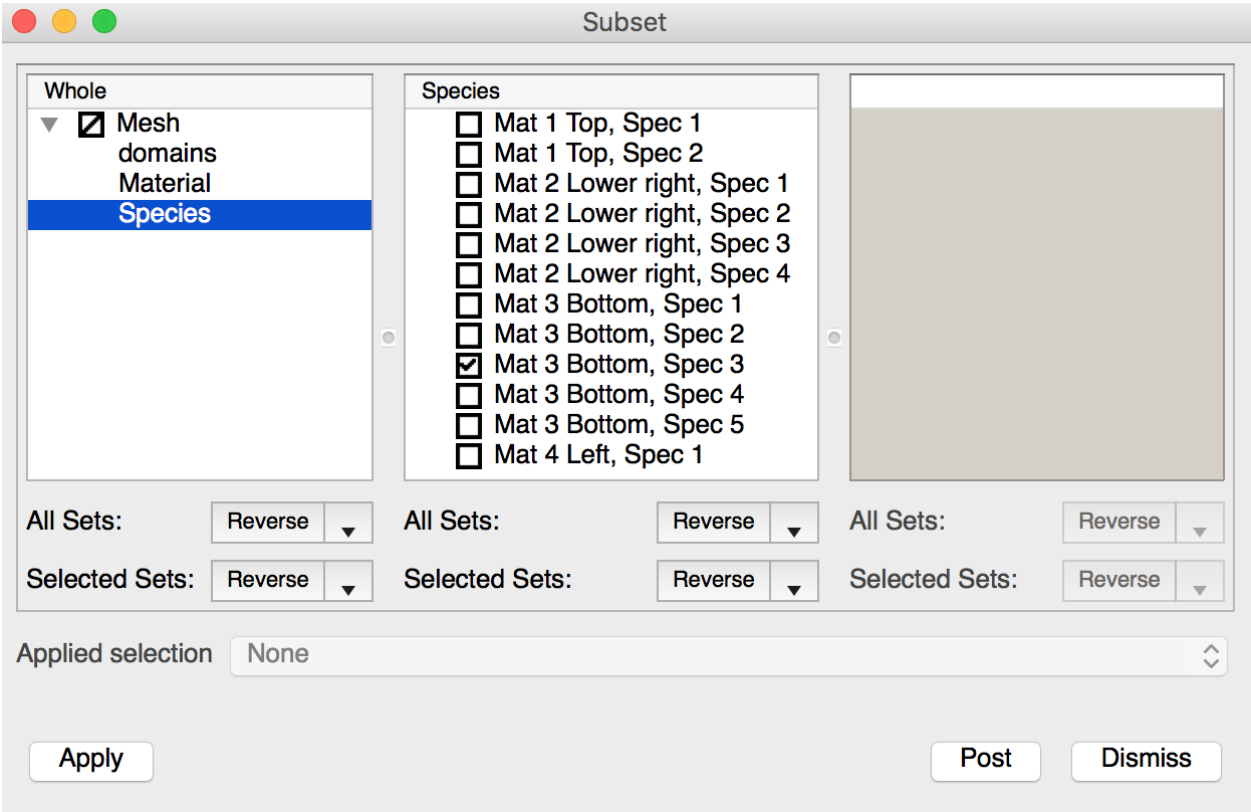 Subset
Whole
Mesh
domains
Material
Species
Species
Mat 1 Top, Spec 1
Mat 1 Top, Spec 2
Mat 2 Lower right, Spec 1
Mat 2 Lower right, Spec 2
Mat 2 Lower right, Spec 3
Mat 2 Lower right, Spec 4
Mat 3 Bottom, Spec 1
Mat 3 Bottom, Spec 2
Mat 3 Bottom, Spec 3
Mat 3 Bottom, Spec 4
Mat 3 Bottom, Spec 5
Mat 4 Left, Spec 1
All Sets: Reverse
Selected Sets: Reverse
All Sets: Reverse
Selected Sets: Reverse
All Sets: Reverse
Selected Sets: Reverse
Applied selection None
Apply Post Dismiss